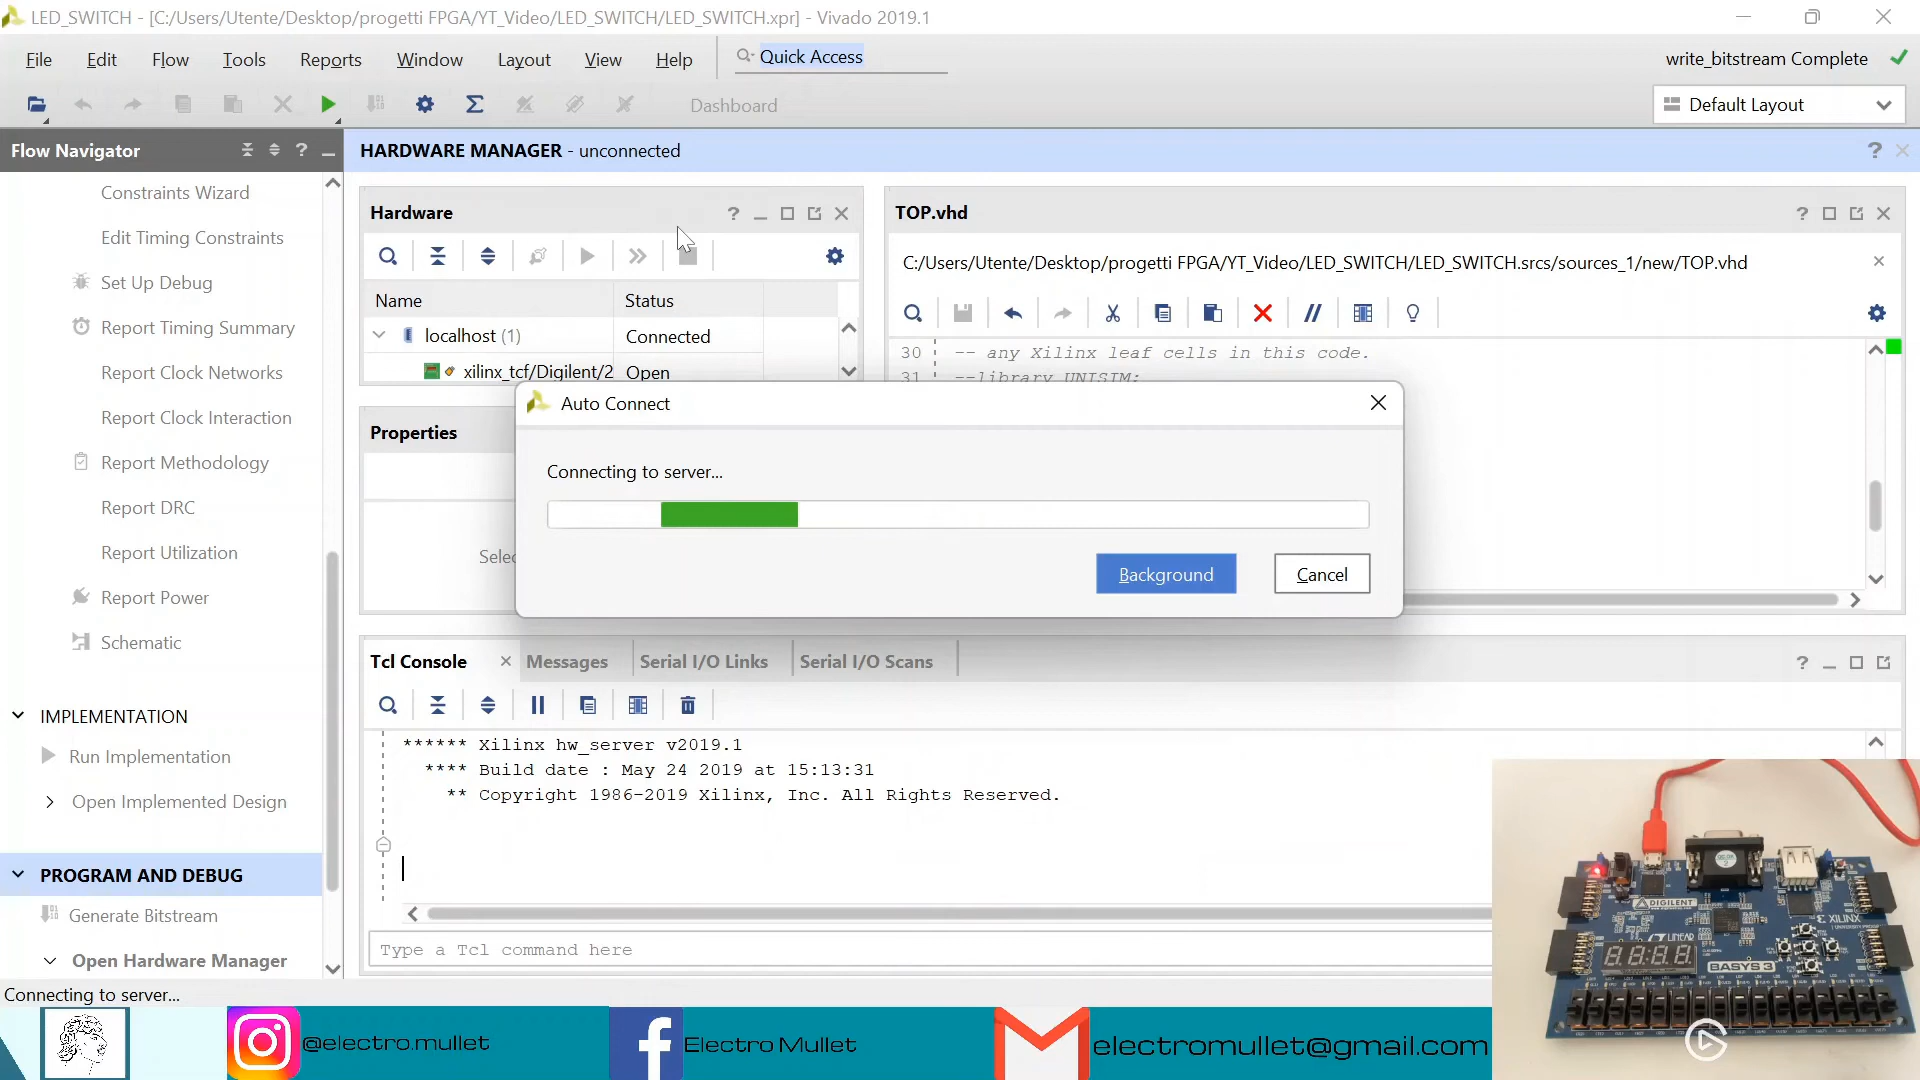 LED_SWITCH - [C:/Users/Utente/Desktop/progetti FPGA/YT_Video/LED_SWITCH/LED_SWITCH.xpr] - Vivado 2019.1
File Edit Flow Tools Reports Window Layout View Help Quick Access write_bitstream Complete
Dashboard Default Layout
Flow Navigator
HARDWARE MANAGER - unconnected
Constraints Wizard
Edit Timing Constraints
Set Up Debug
Report Timing Summary
Report Clock Networks
Report Clock Interaction
Report Methodology
Report DRC
Report Utilization
Report Power
Schematic
IMPLEMENTATION
Run Implementation
Open Implemented Design
PROGRAM AND DEBUG
Generate Bitstream
Open Hardware Manager
Connecting to server...
Hardware
Name Status
localhost (1) Connected
xilinx_tcf/Digilent/2 Open
Properties
Selec
TOP.vhd
C:/Users/Utente/Desktop/progetti FPGA/YT_Video/LED_SWITCH/LED_SWITCH.srcs/sources_1/new/TOP.vhd
30 -- any Xilinx leaf cells in this code.
31 --library UNISIM;
Auto Connect
Connecting to server...
Background Cancel
Tcl Console Messages Serial I/O Links Serial I/O Scans
****** Xilinx hw_server v2019.1
**** Build date : May 24 2019 at 15:13:31
** Copyright 1986-2019 Xilinx, Inc. All Rights Reserved.
Type a Tcl command here
DIGILENT
XILINX
LINEAR
BASYS 3
@electro.mullet
Electro Mullet
electromullet@gmail.com